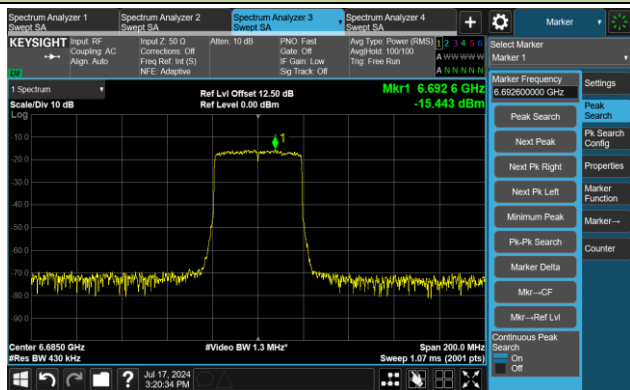 Spectrum Analyzer 1
Swept SA
Spectrum Analyzer 2
Swept SA
Spectrum Analyzer 3
Swept SA
Spectrum Analyzer 4
Swept SA
+
Marker
KEYSIGHT
Input: RF
Coupling: AC
Align: Auto
Input Z: 50 Ω
Corrections: Off
Freq Ref: Int (S)
NFE: Adaptive
Atten: 10 dB
PNO: Fast
Gate: Off
IF Gain: Low
Sig Track: Off
Avg Type: Power (RMS)
Avg|Hold: 100/100
Trig: Free Run
1 2 3 4 5 6
A W W W W W
A N N N N N
Select Marker
Marker 1
1 Spectrum
Scale/Div 10 dB
Log
Ref Lvl Offset 12.50 dB
Ref Level 0.00 dBm
Mkr1 6.692 6 GHz
-15.443 dBm
-10.0
-20.0
-30.0
-40.0
-50.0
-60.0
-70.0
-80.0
-90.0
1
Center 6.6850 GHz
#Res BW 430 kHz
#Video BW 1.3 MHz*
Span 200.0 MHz
Sweep 1.07 ms (2001 pts)
Marker Frequency
6.692600000 GHz
Peak Search
Next Peak
Next Pk Right
Next Pk Left
Minimum Peak
Pk-Pk Search
Marker Delta
Mkr→CF
Mkr→Ref Lvl
Continuous Peak
Search
On
Off
Settings
Peak
Search
Pk Search
Config
Properties
Marker
Function
Marker→
Counter
?
Jul 17, 2024
3:20:34 PM